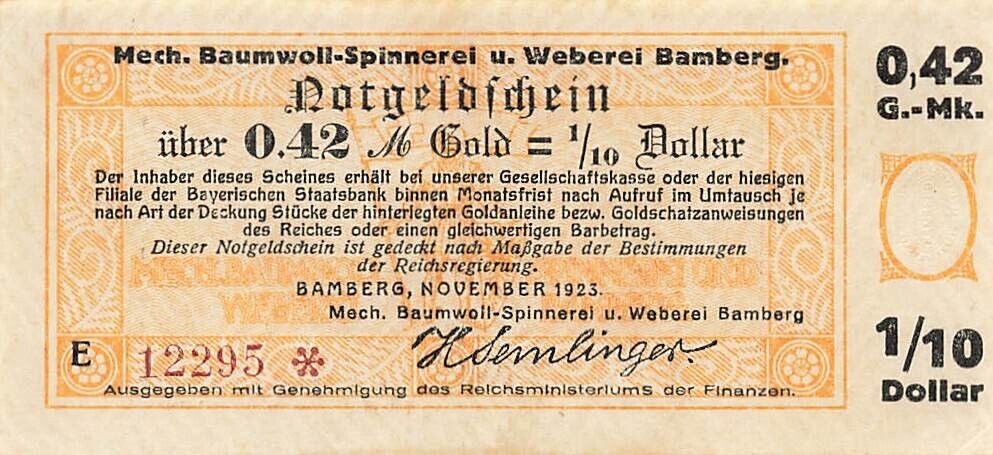 Mech. Baumwoll-Spinnerei u. Weberei Bamberg.
Notgeldschein
über 0.42 M Gold = 1/10 Dollar
Der Inhaber dieses Scheines erhält bei unserer Gesellschaftskasse oder der hiesigen
Filiale der Bayerischen Staatsbank binnen Monatsfrist nach Aufruf im Umtausch je
nach Art der Deckung Stücke der hinterlegten Goldanleihe bezw. Goldschatzanweisungen
des Reiches oder einen gleichwertigen Barbetrag.
Dieser Notgeldschein ist gedeckt nach Maßgabe der Bestimmungen
der Reichsregierung.
BAMBERG, NOVEMBER 1923.
Mech. Baumwoll-Spinnerei u. Weberei Bamberg
E 12295 *
HSemlinger.
Ausgegeben mit Genehmigung des Reichsministeriums der Finanzen.
0,42
G.-Mk.
1/10
Dollar